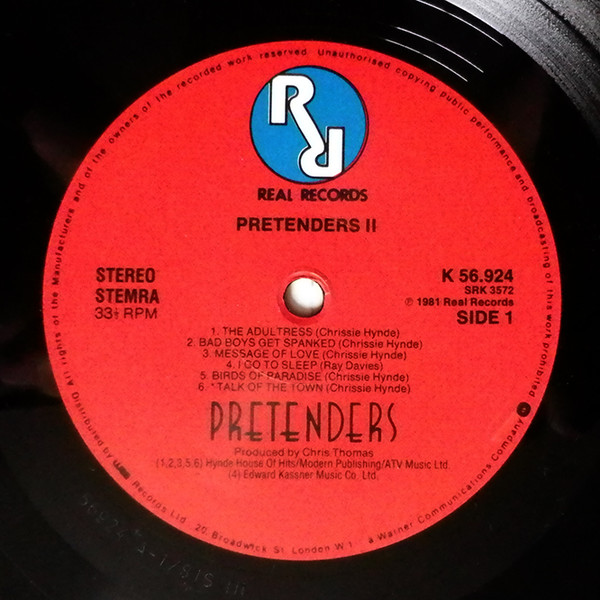 All rights of the Manufacturers and of the owners of the recorded work reserved. Unauthorised copying public performance and broadcasting of this work prohibited
RR
REAL RECORDS
PRETENDERS II
STEREO
STEMRA
33⅓ RPM
K 56.924
SRK 3572
℗ 1981 Real Records
SIDE 1
1. THE ADULTRESS (Chrissie Hynde)
2. BAD BOYS GET SPANKED (Chrissie Hynde)
3. MESSAGE OF LOVE (Chrissie Hynde)
4. I GO TO SLEEP (Ray Davies)
5. BIRDS OF PARADISE (Chrissie Hynde)
6. *TALK OF THE TOWN (Chrissie Hynde)
PRETENDERS
Produced by Chris Thomas
(1,2,3,5,6) Hynde House Of Hits/Modern Publishing/ATV Music Ltd.
(4) Edward Kassner Music Co. Ltd.
Distributed by Records Ltd. 20 Broadwick St. London W1. a Warner Communications Company